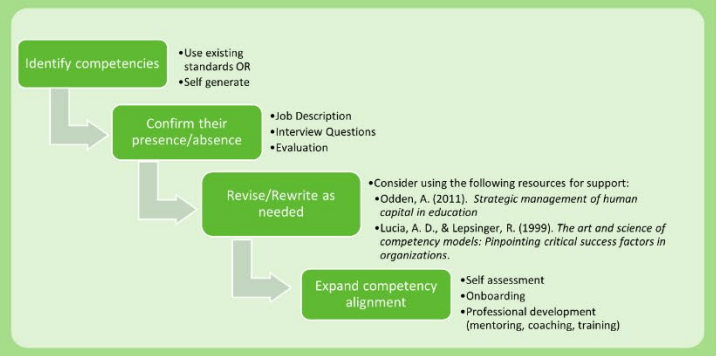 Identify competencies
•Use existing
standards OR
•Self generate
Confirm their
presence/absence
•Job Description
•Interview Questions
•Evaluation
Revise/Rewrite as
needed
•Consider using the following resources for support:
•Odden, A. (2011). Strategic management of human
capital in education
•Lucia, A. D., & Lepsinger, R. (1999). The art and science of
competency models: Pinpointing critical success factors in
organizations.
Expand competency
alignment
•Self assessment
•Onboarding
•Professional development
(mentoring, coaching, training)